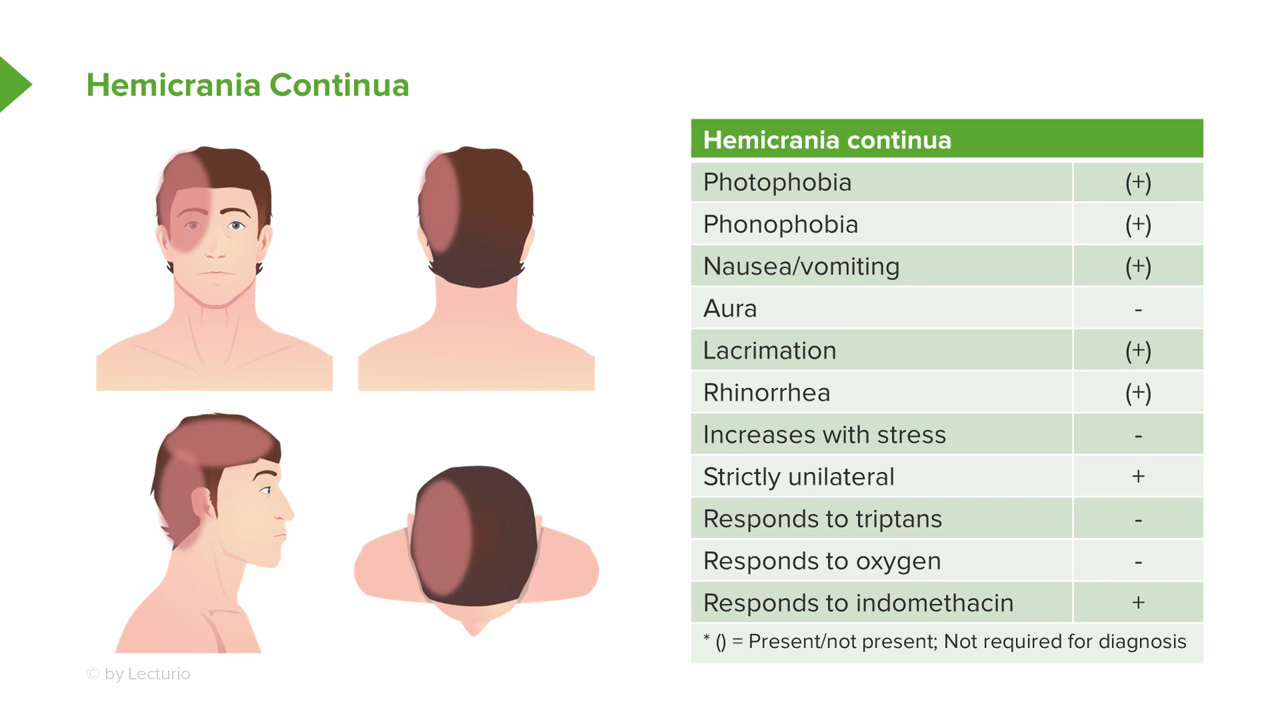 Hemicrania Continua
Hemicrania continua
Photophobia (+)
Phonophobia (+)
Nausea/vomiting (+)
Aura -
Lacrimation (+)
Rhinorrhea (+)
Increases with stress -
Strictly unilateral +
Responds to triptans -
Responds to oxygen -
Responds to indomethacin +
* () = Present/not present; Not required for diagnosis
© by Lecturio